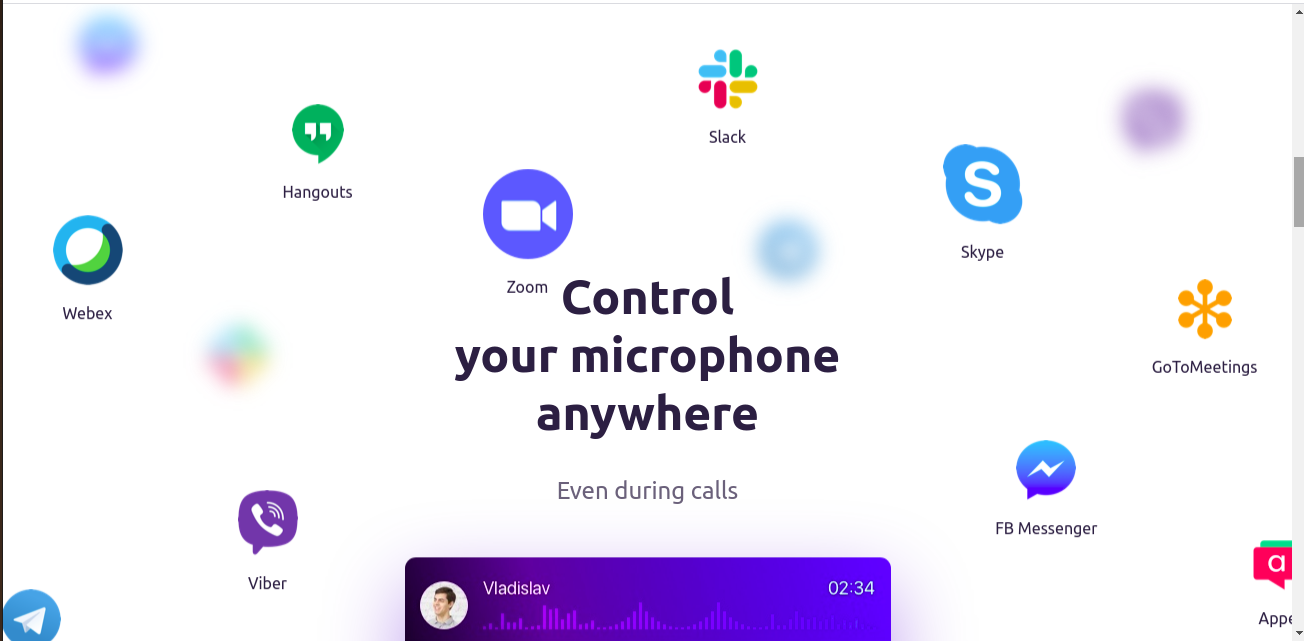 Slack
Hangouts
Skype
Zoom
Webex
Control
your microphone
anywhere
GoToMeetings
Even during calls
FB Messenger
Viber
Vladislav
02:34
a